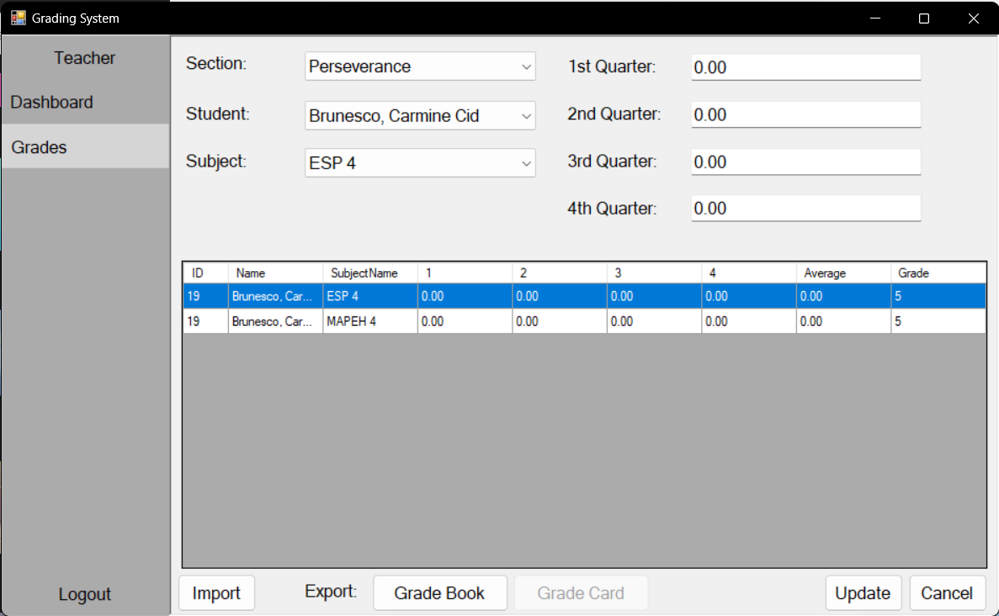 Grading System
Teacher
Dashboard
Grades
Logout
Section: Perseverance
Student: Brunesco, Carmine Cid
Subject: ESP 4
1st Quarter: 0.00
2nd Quarter: 0.00
3rd Quarter: 0.00
4th Quarter: 0.00
ID Name SubjectName 1 2 3 4 Average Grade
19 Brunesco, Car... ESP 4 0.00 0.00 0.00 0.00 0.00 5
19 Brunesco, Car... MAPEH 4 0.00 0.00 0.00 0.00 0.00 5
Import Export: Grade Book Grade Card Update Cancel